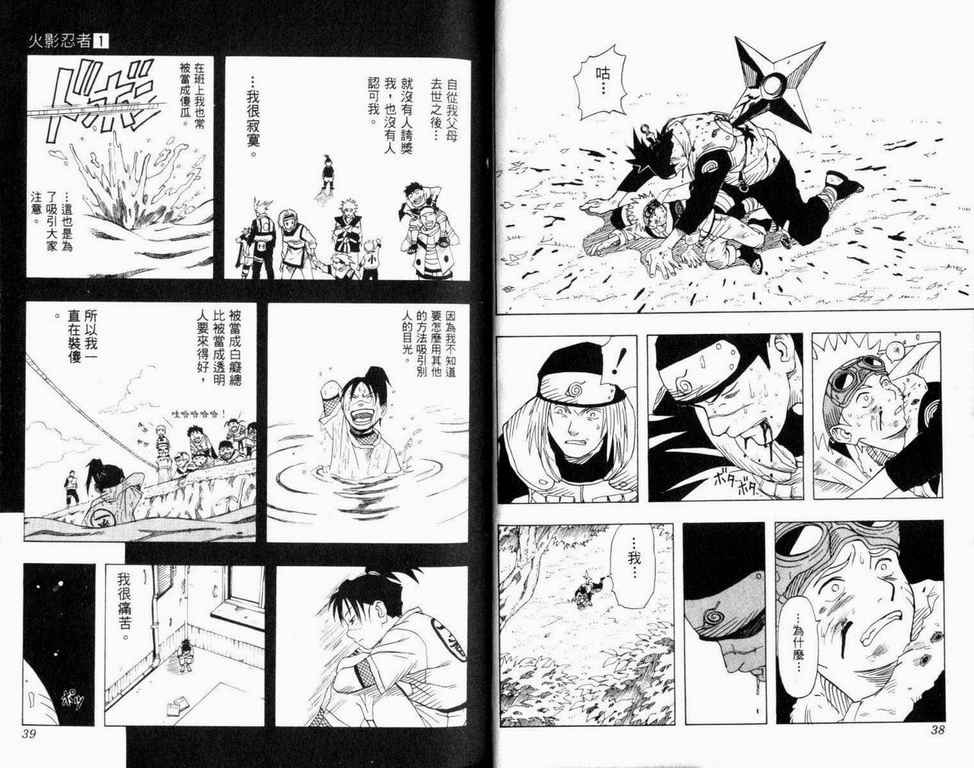 咕…
！
ボタ
ボタ
…為什麼…
…我…
38
火影忍者1
自從我父母
去世之後…
就沒有人誇獎
我，也沒有人
認可我。
…我很寂寞。
小
在班上我也常
被當成傻瓜。
ドッボォン
…這也是為
了吸引大家
注意。
因為我不知道
要怎麼用其他
的方法吸引別
人的目光。
被當成白癡總
比被當成透明
人要來得好，
所以我一
直在裝傻
。
哇哈哈哈哈！
我很痛苦。
ポツ
39